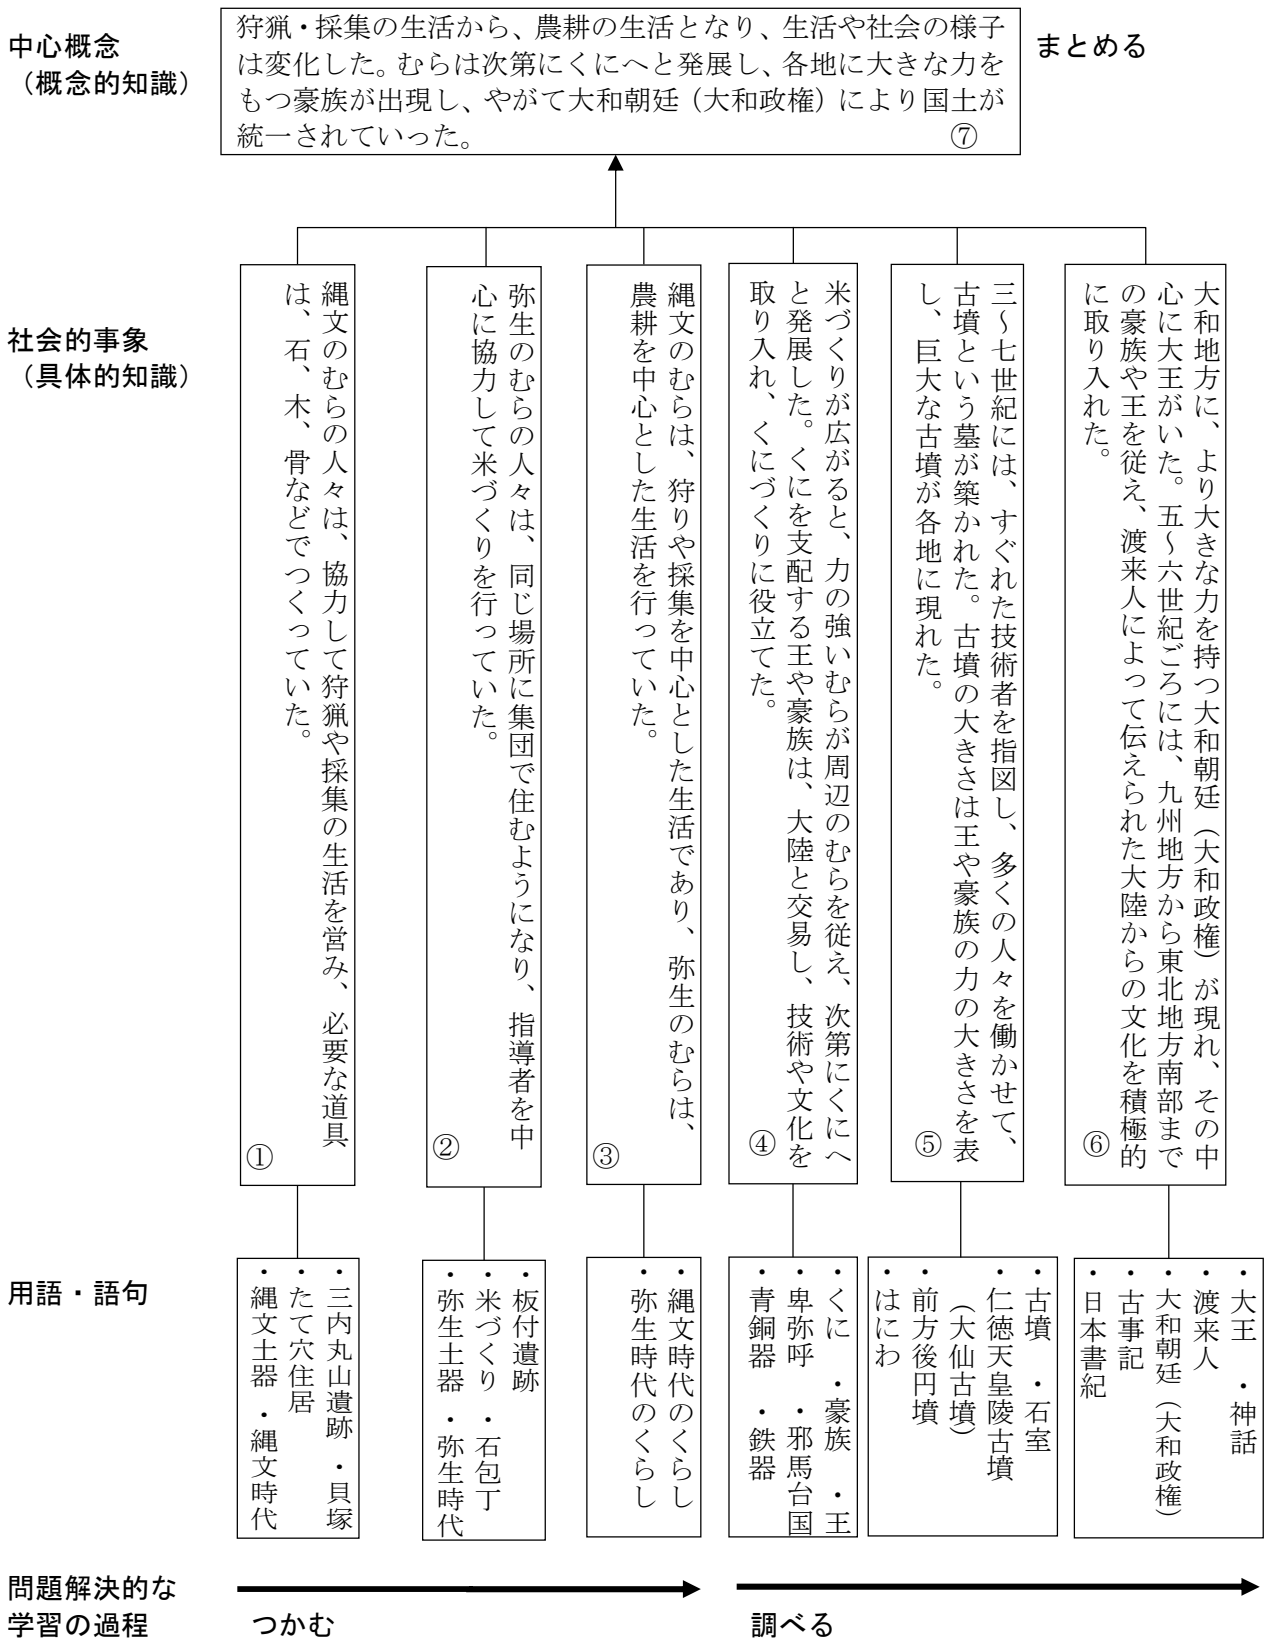 中心概念
（概念的知識）
狩猟・採集の生活から、農耕の生活となり、生活や社会の様子
は変化した。むらは次第にくにへと発展し、各地に大きな力を
もつ豪族が出現し、やがて大和朝廷（大和政権）により国土が
統一されていった。
⑦
まとめる
社会的事象
（具体的知識）
縄文のむらの人々は、協力して狩猟や採集の生活を営み、必要な道具
は、石、木、骨などでつくっていた。
①
弥生のむらの人々は、同じ場所に集団で住むようになり、指導者を中
心に協力して米づくりを行っていた。
②
縄文のむらは、狩りや採集を中心とした生活であり、弥生のむらは、
農耕を中心とした生活を行っていた。
③
米づくりが広がると、力の強いむらが周辺のむらを従え、次第にくにへ
と発展した。くにを支配する王や豪族は、大陸と交易し、技術や文化を
取り入れ、くにづくりに役立てた。
④
三～七世紀には、すぐれた技術者を指図し、多くの人々を働かせて、
古墳という墓が築かれた。古墳の大きさは王や豪族の力の大きさを表
し、巨大な古墳が各地に現れた。
⑤
大和地方に、より大きな力を持つ大和朝廷（大和政権）が現れ、その中
心に大王がいた。五～六世紀ごろには、九州地方から東北地方南部まで
の豪族や王を従え、渡来人によって伝えられた大陸からの文化を積極的
に取り入れた。
⑥
用語・語句
・三内丸山遺跡 ・貝塚
・たて穴住居
・縄文土器 ・縄文時代
・板付遺跡
・米づくり ・石包丁
・弥生土器 ・弥生時代
・縄文時代のくらし
・弥生時代のくらし
・くに ・豪族 ・王
・卑弥呼 ・邪馬台国
・青銅器 ・鉄器
・古墳 ・石室
・仁徳天皇陵古墳
（大仙古墳）
・前方後円墳
・はにわ
・大王 ・神話
・渡来人
・大和朝廷（大和政権）
・古事記
・日本書紀
問題解決的な
学習の過程
つかむ
調べる